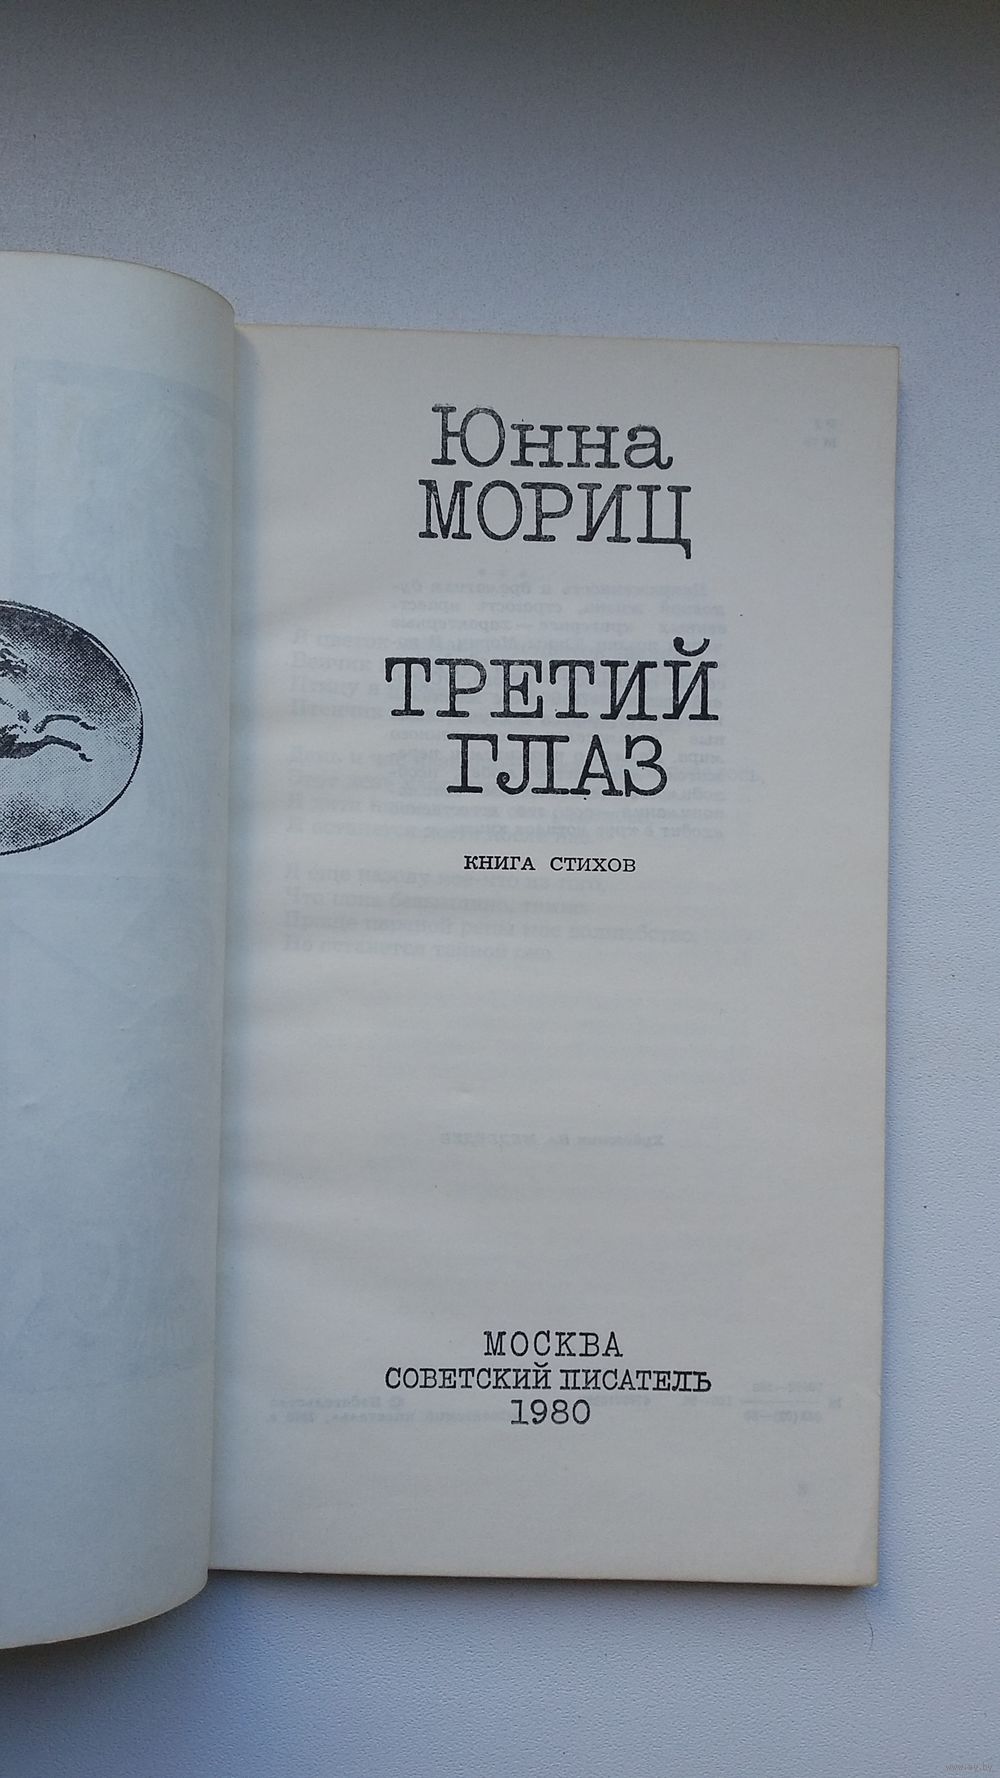 Юнна
МОРИЦ
ТРЕТИЙ
ГЛАЗ
КНИГА СТИХОВ
МОСКВА
СОВЕТСКИЙ ПИСАТЕЛЬ
1980